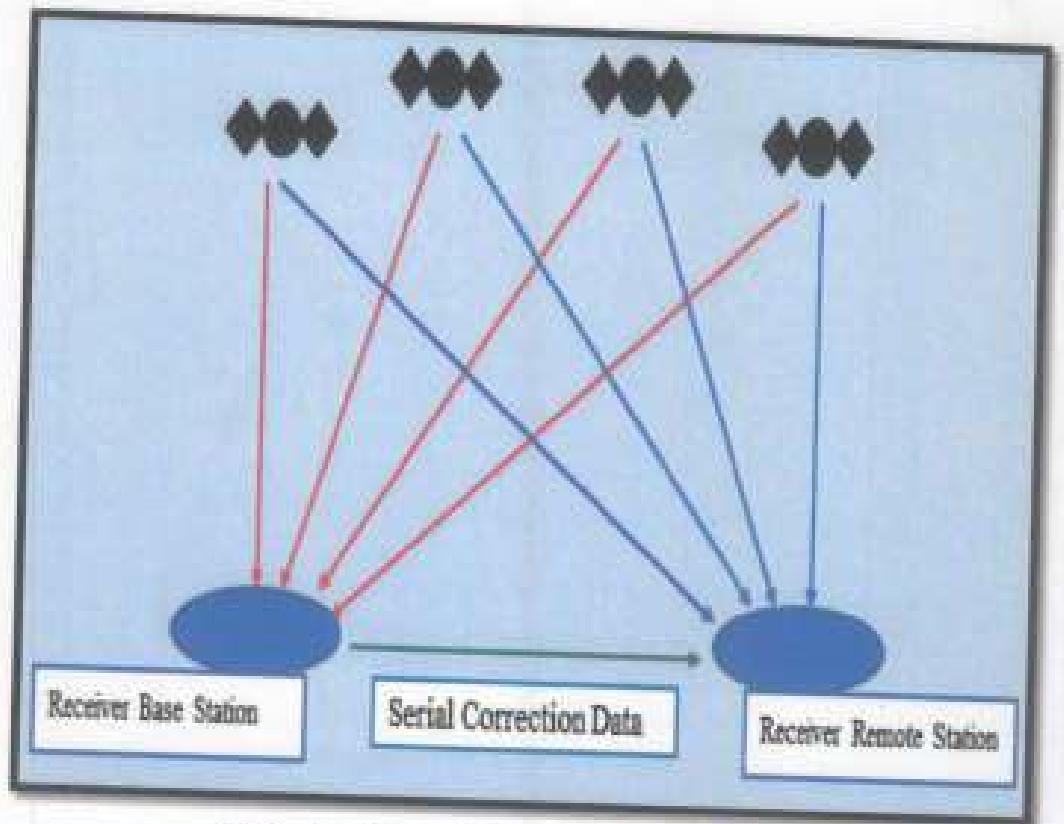 Receiver Base Station
Serial Correction Data
Receiver Remote Station